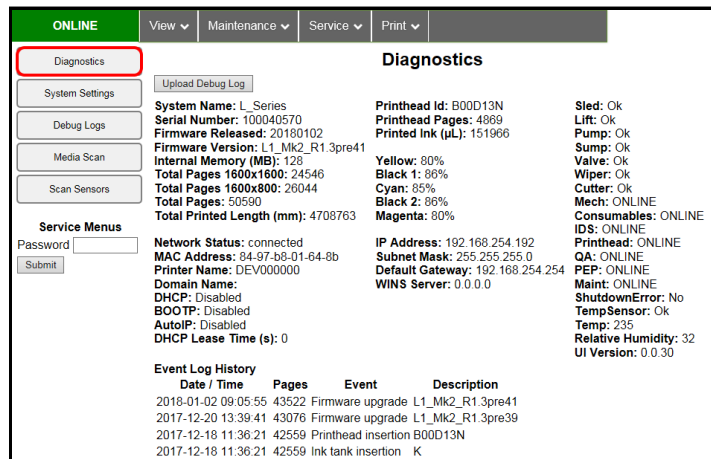 ONLINE
View
Maintenance
Service
Print
Diagnostics
System Settings
Debug Logs
Media Scan
Scan Sensors
Service Menus
Password
Submit
Diagnostics
Upload Debug Log
System Name: L_Series
Serial Number: 100040570
Firmware Released: 20180102
Firmware Version: L1_Mk2_R1.3pre41
Internal Memory (MB): 128
Total Pages 1600x1600: 24546
Total Pages 1600x800: 26044
Total Pages: 50590
Total Printed Length (mm): 4708763
Network Status: connected
MAC Address: 84-97-b8-01-64-8b
Printer Name: DEV000000
Domain Name:
DHCP: Disabled
BOOTP: Disabled
AutoIP: Disabled
DHCP Lease Time (s): 0
Printhead Id: B00D13N
Printhead Pages: 4869
Printed Ink (µL): 151966
Yellow: 80%
Black 1: 86%
Cyan: 85%
Black 2: 86%
Magenta: 80%
IP Address: 192.168.254.192
Subnet Mask: 255.255.255.0
Default Gateway: 192.168.254.254
WINS Server: 0.0.0.0
Sled: Ok
Lift: Ok
Pump: Ok
Sump: Ok
Valve: Ok
Wiper: Ok
Cutter: Ok
Mech: ONLINE
Consumables: ONLINE
IDS: ONLINE
Printhead: ONLINE
QA: ONLINE
PEP: ONLINE
Maint: ONLINE
ShutdownError: No
TempSensor: Ok
Temp: 235
Relative Humidity: 32
UI Version: 0.0.30
Event Log History
Date / Time Pages Event Description
2018-01-02 09:05:55 43522 Firmware upgrade L1_Mk2_R1.3pre41
2017-12-20 13:39:41 43076 Firmware upgrade L1_Mk2_R1.3pre39
2017-12-18 11:36:21 42559 Printhead insertion B00D13N
2017-12-18 11:36:21 42559 Ink tank insertion K